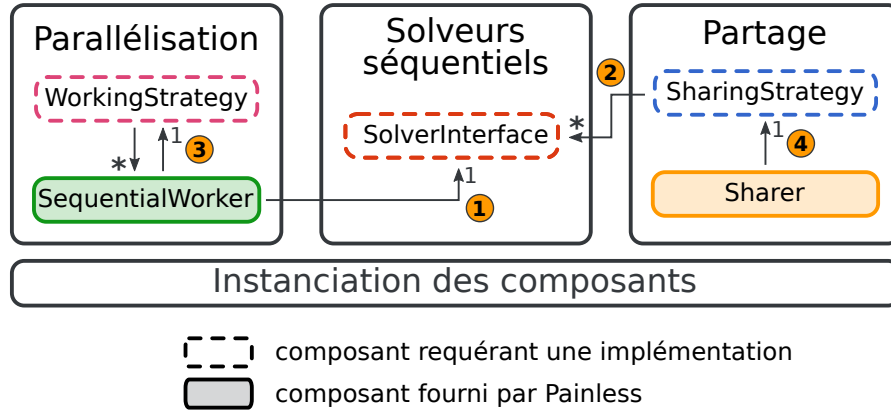 Parallélisation
WorkingStrategy
1
3
*
SequentialWorker
Solveurs
séquentiels
SolverInterface
*
1
1
Partage
2
SharingStrategy
1
4
Sharer
Instanciation des composants
composant requérant une implémentation
composant fourni par Painless